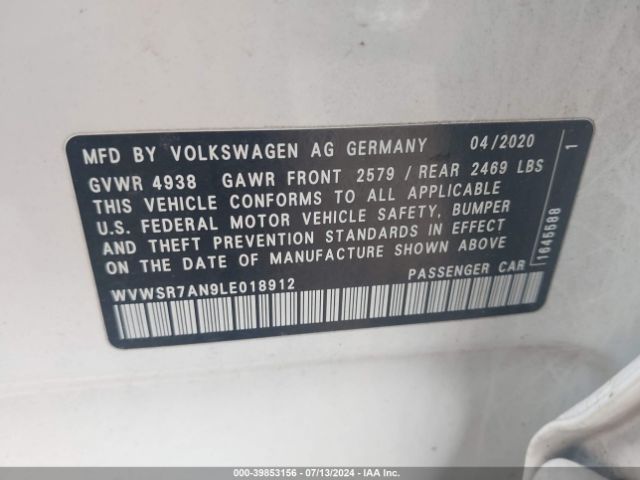 MFD BY VOLKSWAGEN AG GERMANY 04/2020
GVWR 4938 GAWR FRONT 2579 / REAR 2469 LBS
THIS VEHICLE CONFORMS TO ALL APPLICABLE
U.S. FEDERAL MOTOR VEHICLE SAFETY, BUMPER
AND THEFT PREVENTION STANDARDS IN EFFECT
ON THE DATE OF MANUFACTURE SHOWN ABOVE
WVWSR7AN9LE018912 PASSENGER CAR
1645588 1
000-39853156 - 07/13/2024 - IAA Inc.